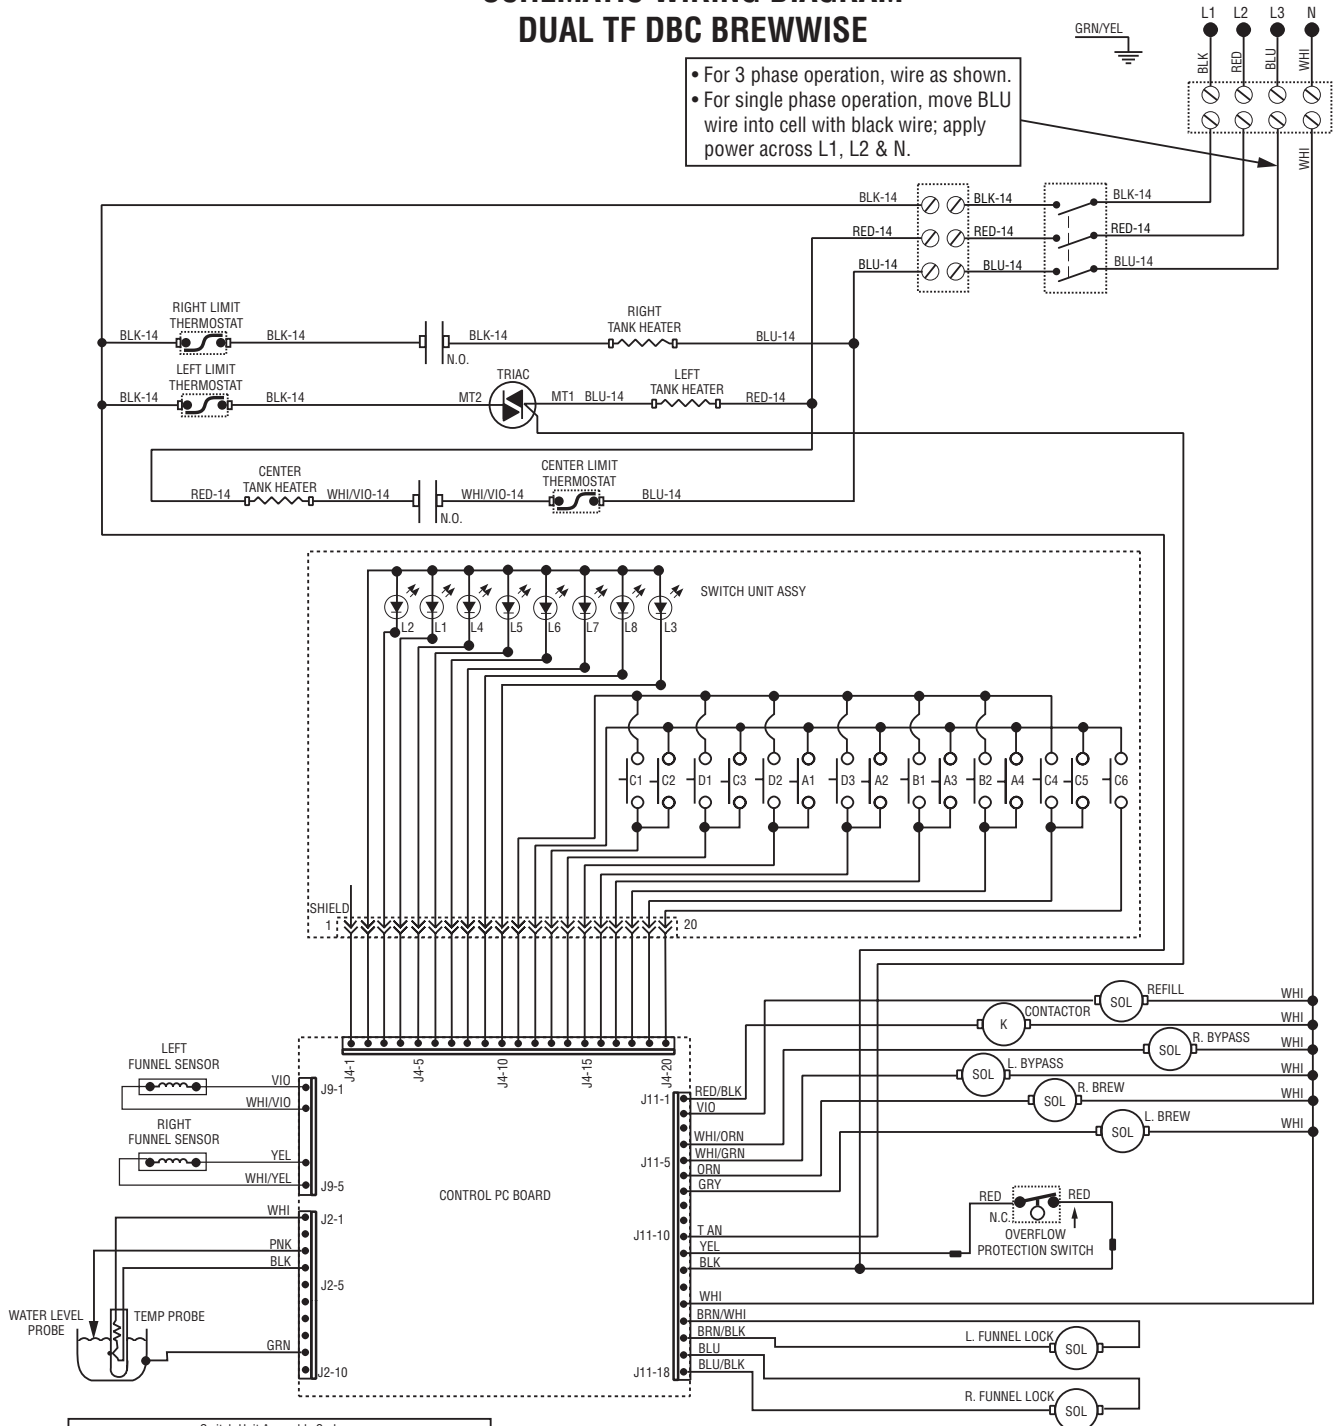 SCHEMATIC WIRING DIAGRAM
DUAL TF DBC BREWWISE
GRN/YEL
L1 L2 L3 N
BLK RED BLU WHI
• For 3 phase operation, wire as shown.
• For single phase operation, move BLU
wire into cell with black wire; apply
power across L1, L2 & N.
WHI
BLK-14 BLK-14 BLK-14
RED-14 RED-14 RED-14
BLU-14 BLU-14 BLU-14
RIGHT LIMIT
THERMOSTAT
RIGHT
TANK HEATER
BLK-14 BLK-14 BLK-14 BLU-14
N.O.
LEFT LIMIT
THERMOSTAT
TRIAC
LEFT
TANK HEATER
BLK-14 BLK-14 MT2 MT1 BLU-14 RED-14
CENTER
TANK HEATER
CENTER LIMIT
THERMOSTAT
RED-14 WHI/VIO-14 WHI/VIO-14 BLU-14
N.O.
SWITCH UNIT ASSY
L2 L1 L4 L5 L6 L7 L8 L3
C1 C2 D1 C3 D2 A1 D3 A2 B1 A3 B2 A4 C4 C5 C6
SHIELD
1 20
REFILL
SOL WHI
CONTACTOR
K WHI
R. BYPASS
SOL WHI
L. BYPASS
SOL WHI
R. BREW
SOL WHI
L. BREW
SOL WHI
J4-1 J4-5 J4-10 J4-15 J4-20
LEFT
FUNNEL SENSOR
VIO J9-1
WHI/VIO
RIGHT
FUNNEL SENSOR
YEL
WHI/YEL J9-5
CONTROL PC BOARD
WHI J2-1
PNK
BLK
J2-5
WATER LEVEL
PROBE
TEMP PROBE
GRN
J2-10
J11-1 RED/BLK
VIO
WHI/ORN
J11-5 WHI/GRN
ORN
GRY
J11-10 T AN
YEL
BLK
RED RED
N.C.
OVERFLOW
PROTECTION SWITCH
WHI
BRN/WHI
BRN/BLK
BLU
J11-18 BLU/BLK
L. FUNNEL LOCK
SOL
R. FUNNEL LOCK
SOL